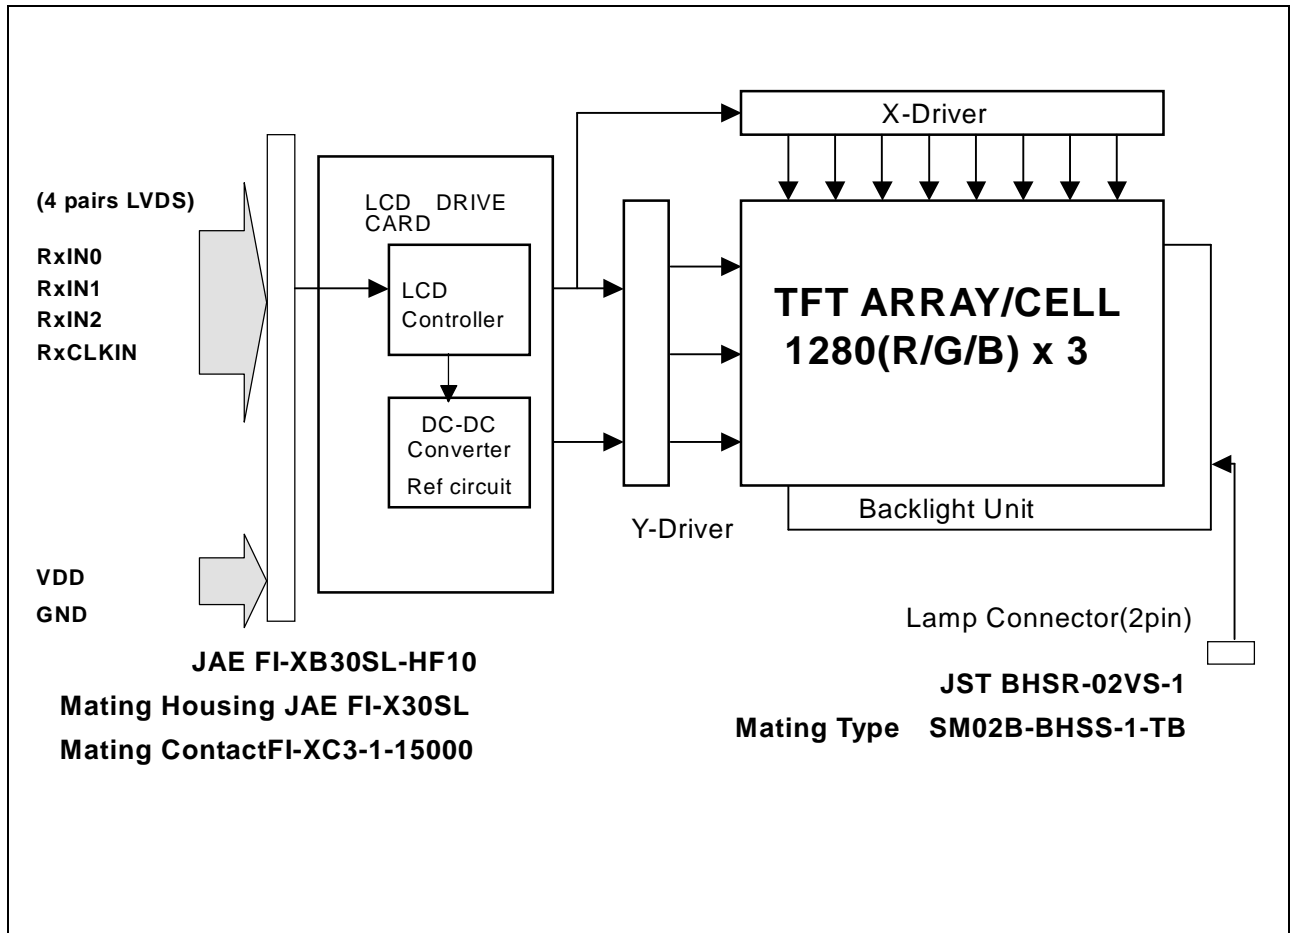 X-Driver
(4 pairs LVDS)
RxIN0
RxIN1
RxIN2
RxCLKIN
LCD DRIVE
CARD
LCD
Controller
DC-DC
Converter
Ref circuit
TFT ARRAY/CELL
1280(R/G/B) x 3
Backlight Unit
Y-Driver
VDD
GND
Lamp Connector(2pin)
JAE FI-XB30SL-HF10
Mating Housing JAE FI-X30SL
Mating ContactFI-XC3-1-15000
JST BHSR-02VS-1
Mating Type SM02B-BHSS-1-TB